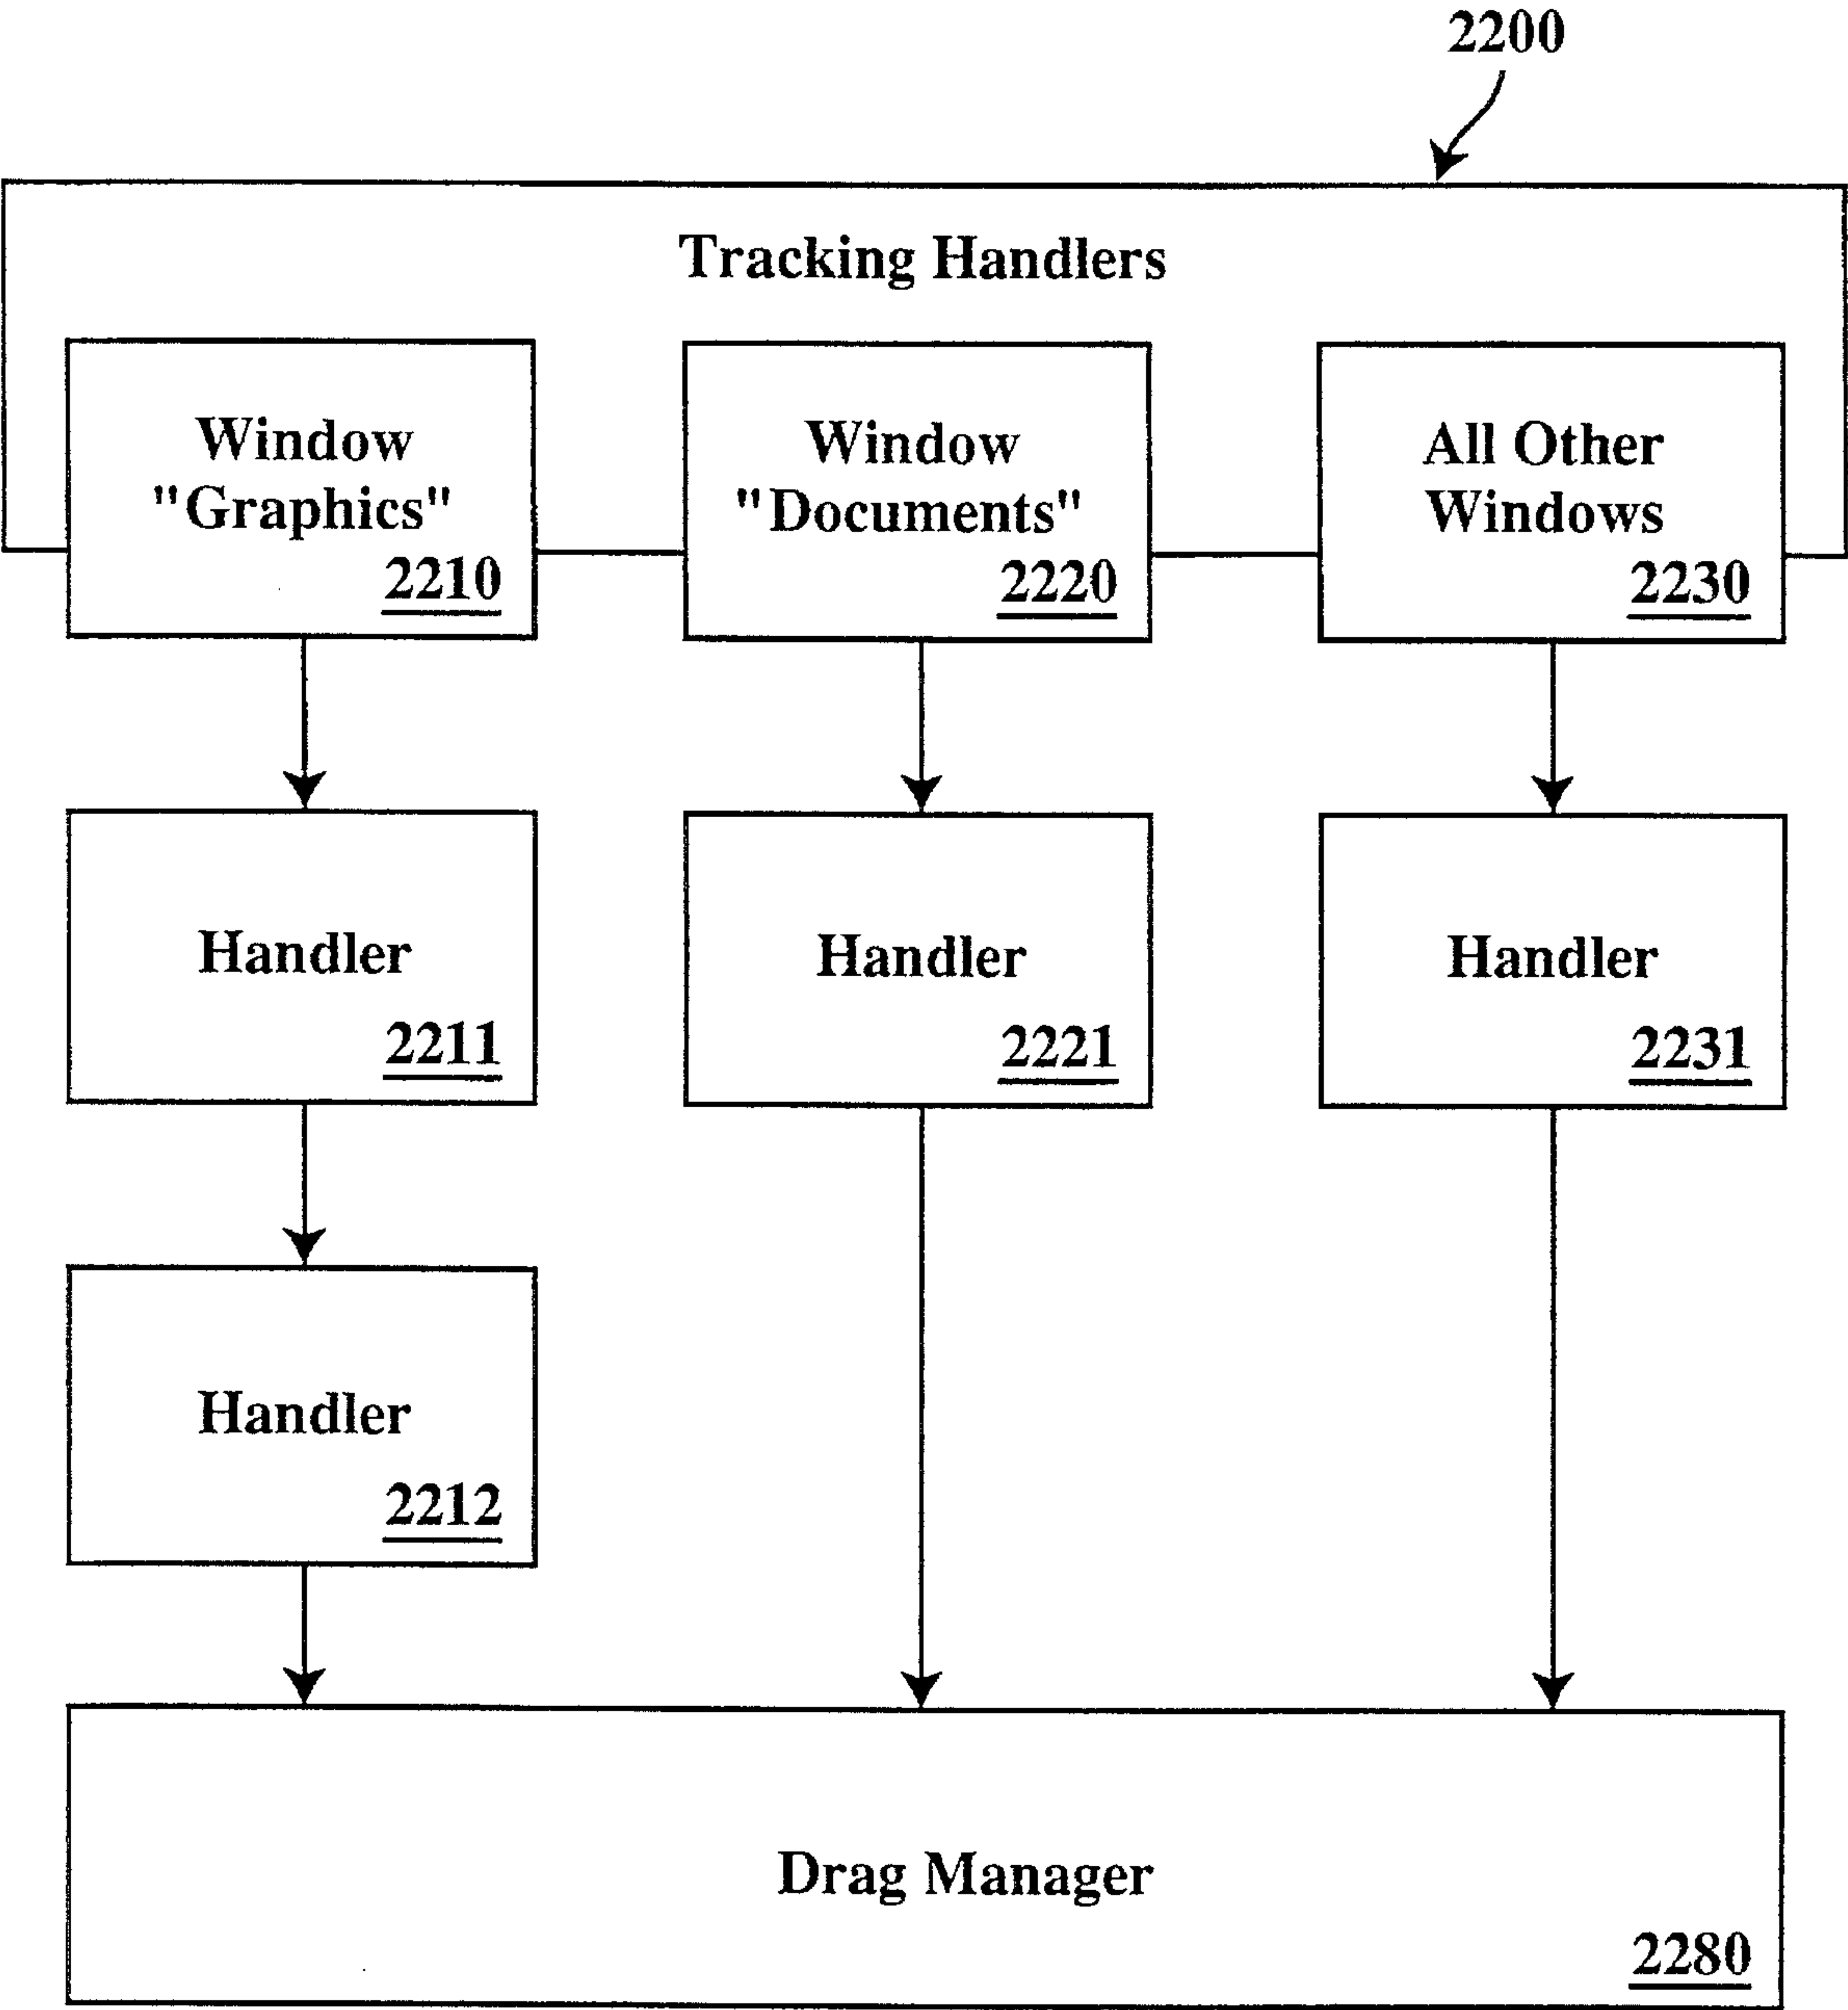 2200
Tracking Handlers
Window
"Graphics"
2210
Window
"Documents"
2220
All Other
Windows
2230
Handler
2211
Handler
2221
Handler
2231
Handler
2212
Drag Manager
2280